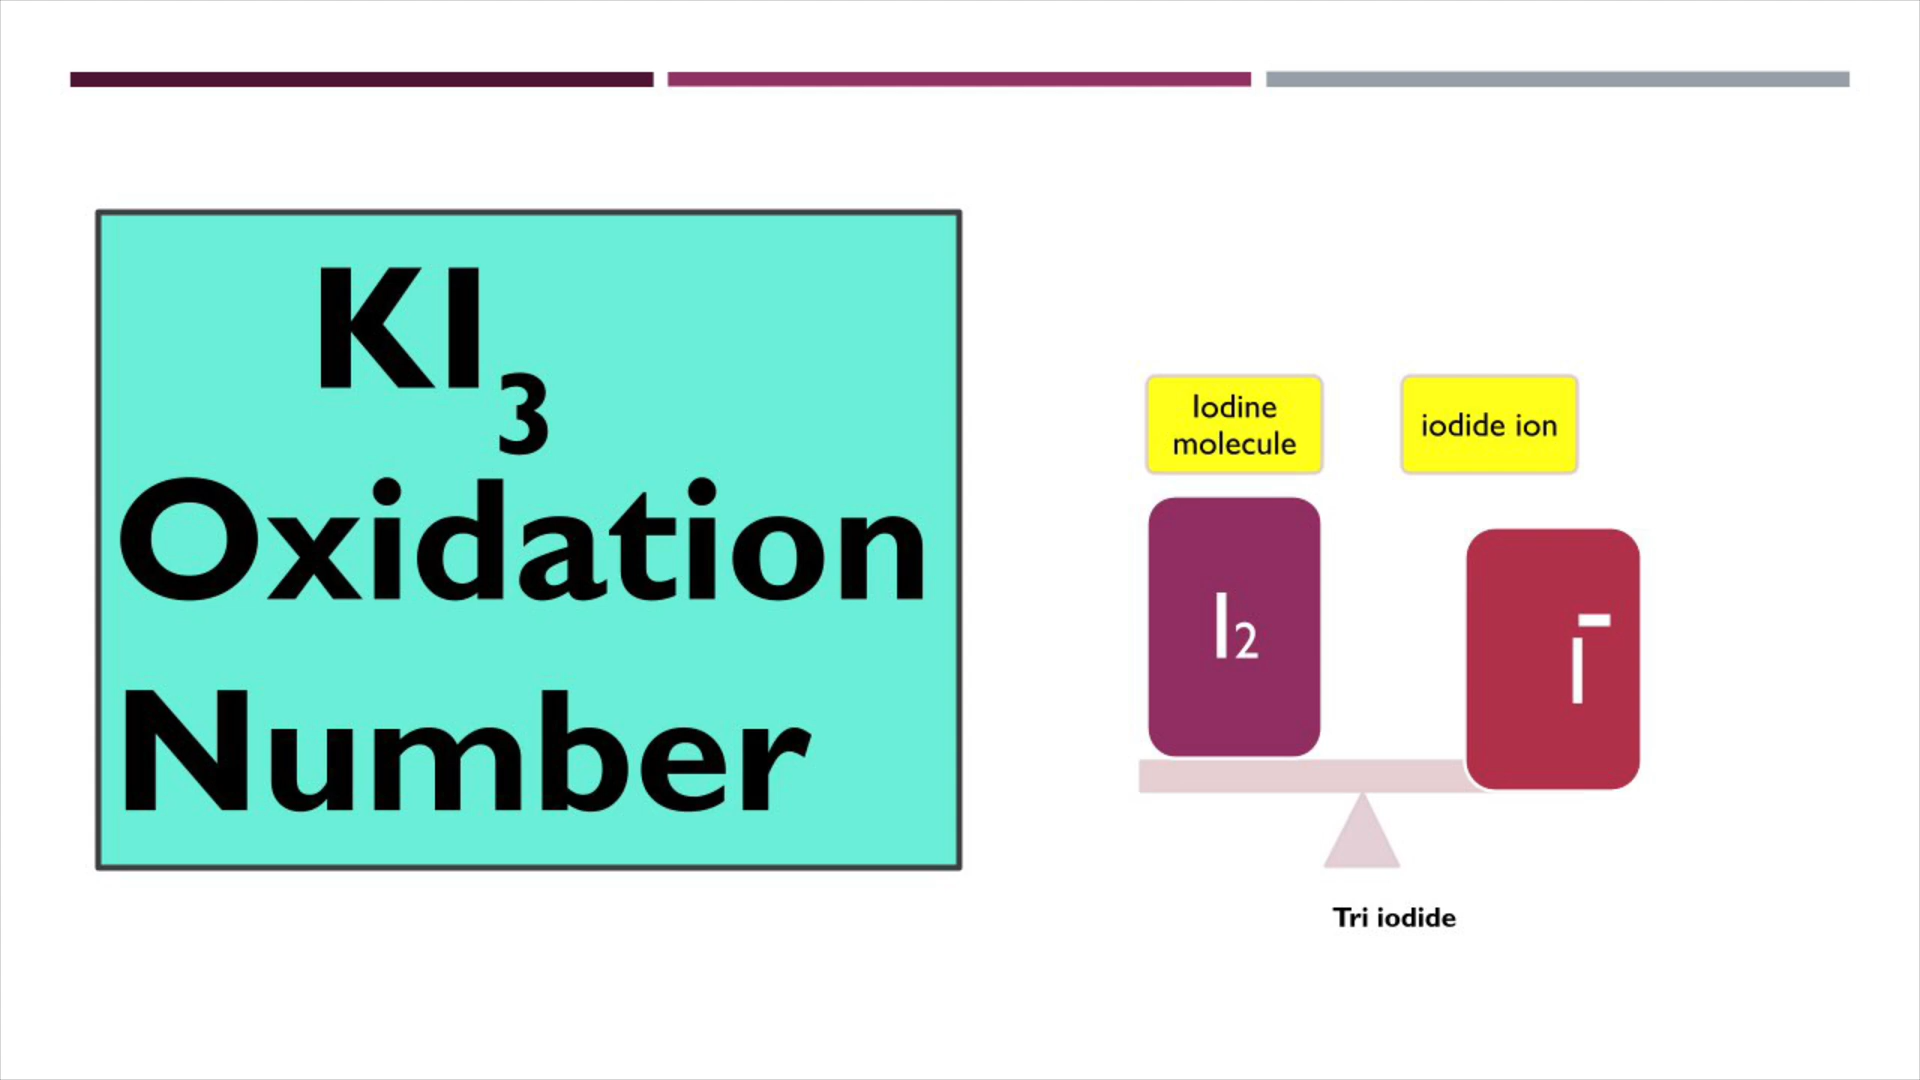 KI₃
Oxidation
Number
Iodine
molecule
iodide ion
I₂
I⁻
Tri iodide